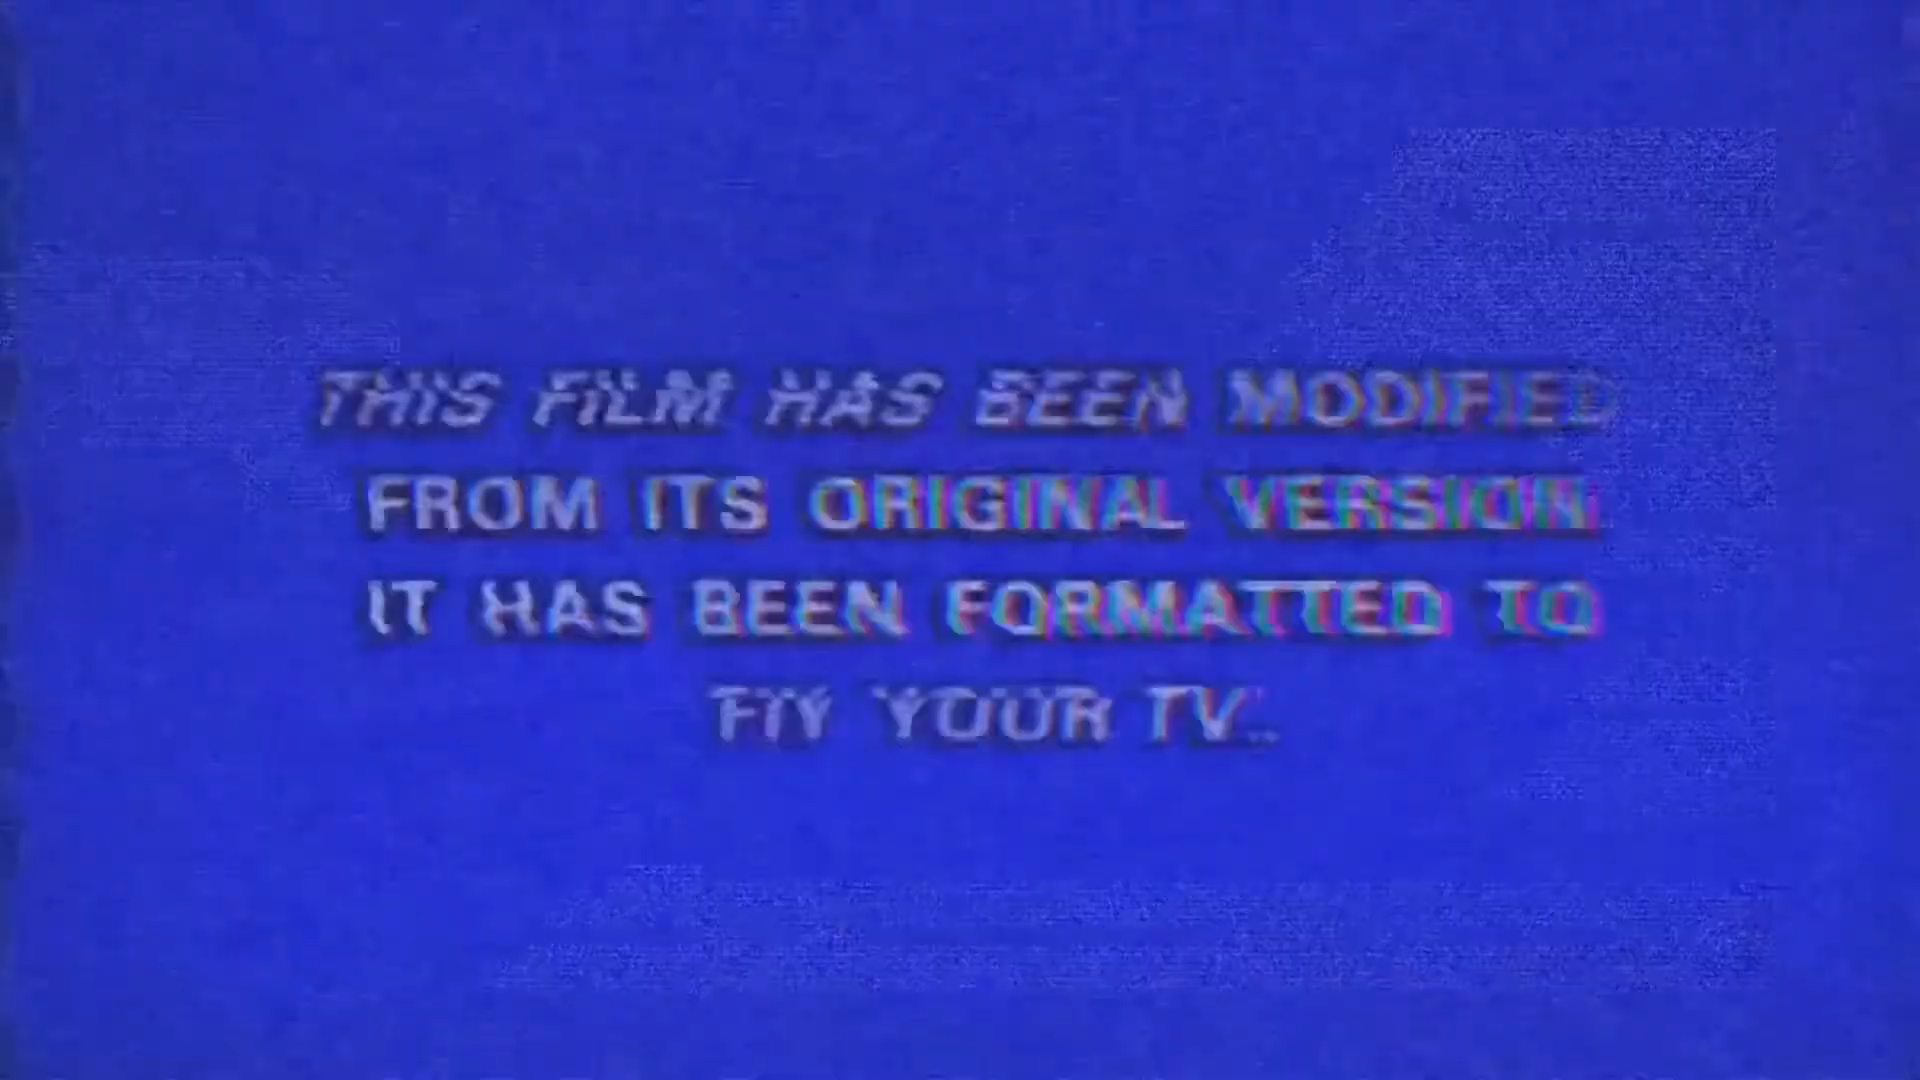 THIS FILM HAS BEEN MODIFIED
FROM ITS ORIGINAL VERSION
IT HAS BEEN FORMATTED TO
FIT YOUR TV..